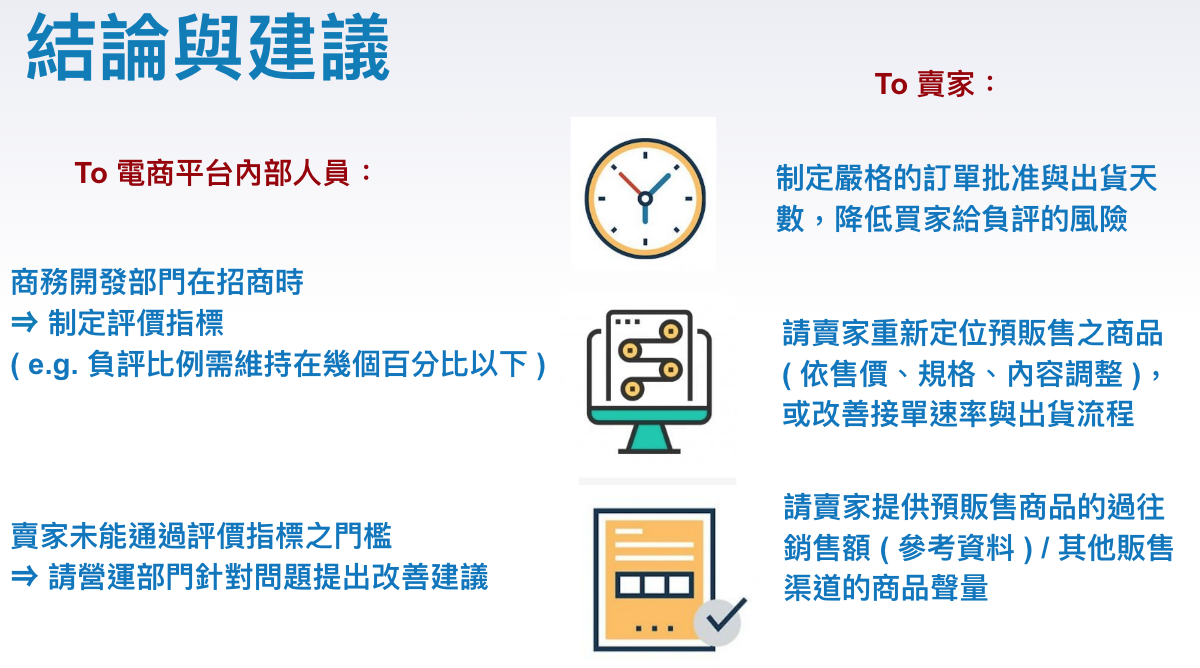 結論與建議
To 電商平台內部人員：
商務開發部門在招商時
⇒ 制定評價指標
( e.g. 負評比例需維持在幾個百分比以下 )
賣家未能通過評價指標之門檻
⇒ 請營運部門針對問題提出改善建議
To 賣家：
制定嚴格的訂單批准與出貨天
數，降低買家給負評的風險
請賣家重新定位預販售之商品
( 依售價、規格、內容調整 )，
或改善接單速率與出貨流程
請賣家提供預販售商品的過往
銷售額 ( 參考資料 ) / 其他販售
渠道的商品聲量